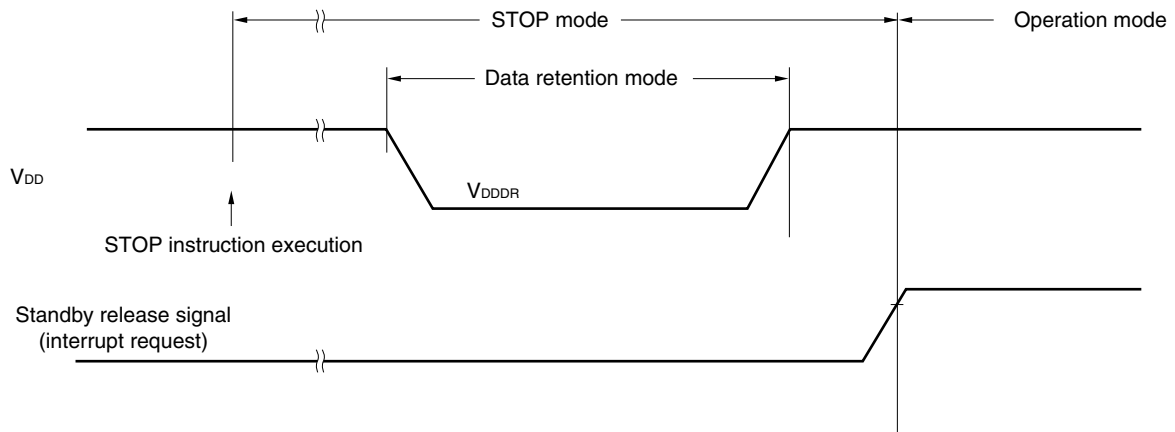 STOP mode
Operation mode
Data retention mode
VDD
VDDDR
STOP instruction execution
Standby release signal
(interrupt request)